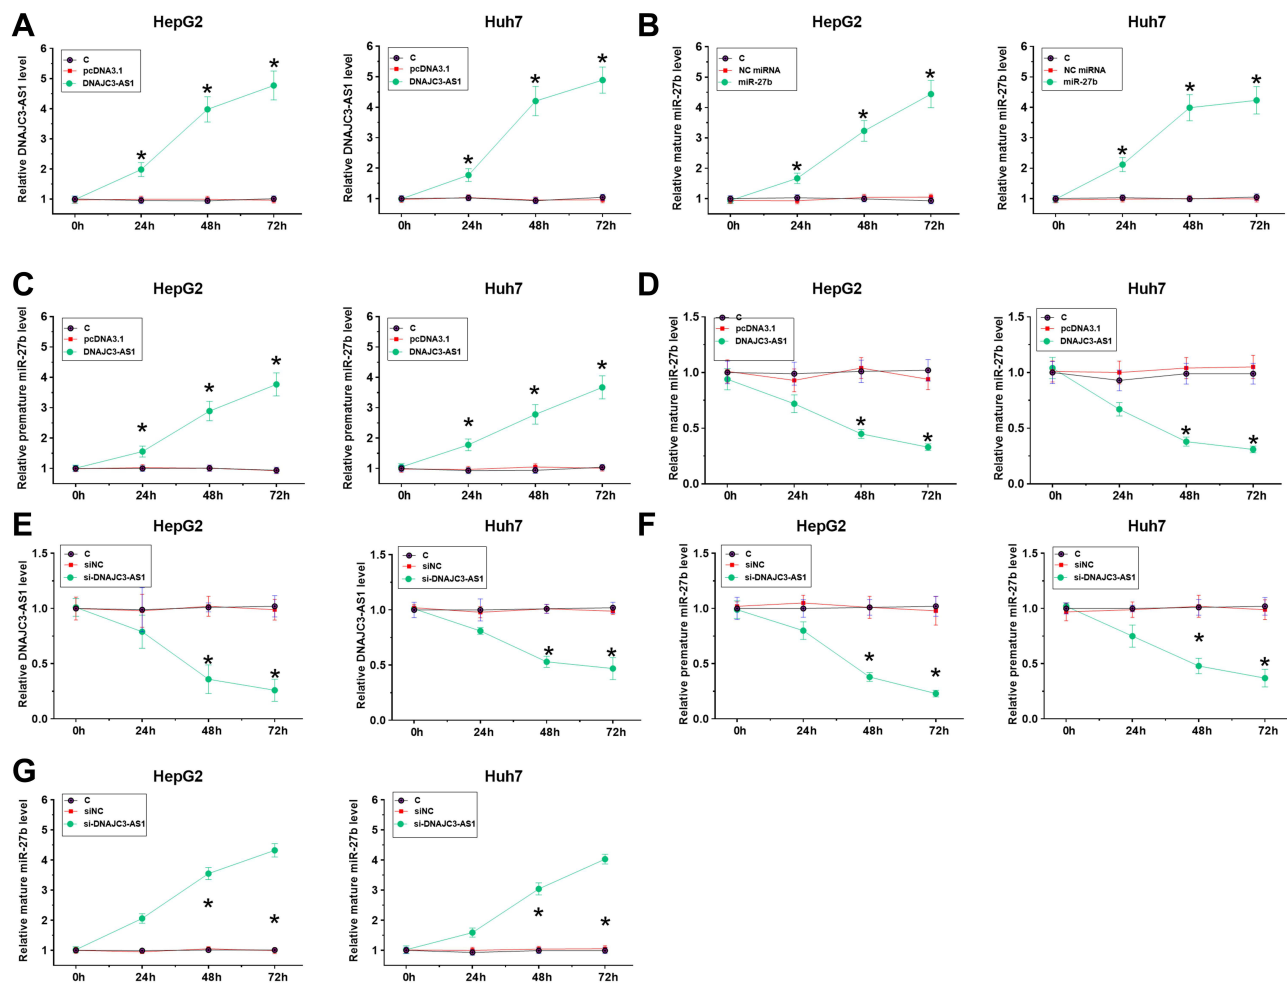 A
HepG2
Relative DNAJC3-AS1 level
6
5
4
3
2
1
C
pcDNA3.1
DNAJC3-AS1
*
*
*
0h 24h 48h 72h
Huh7
Relative DNAJC3-AS1 level
6
5
4
3
2
1
C
pcDNA3.1
DNAJC3-AS1
*
*
*
0h 24h 48h 72h
B
HepG2
Relative mature miR-27b level
6
5
4
3
2
1
C
NC miRNA
miR-27b
*
*
*
0h 24h 48h 72h
Huh7
Relative mature miR-27b level
6
5
4
3
2
1
C
NC miRNA
miR-27b
*
*
*
0h 24h 48h 72h
C
HepG2
Relative premature miR-27b level
6
5
4
3
2
1
C
pcDNA3.1
DNAJC3-AS1
*
*
*
0h 24h 48h 72h
Huh7
Relative premature miR-27b level
6
5
4
3
2
1
C
pcDNA3.1
DNAJC3-AS1
*
*
*
0h 24h 48h 72h
D
HepG2
Relative mature miR-27b level
1.5
1.0
0.5
0.0
C
pcDNA3.1
DNAJC3-AS1
*
*
0h 24h 48h 72h
Huh7
Relative mature miR-27b level
1.5
1.0
0.5
0.0
C
pcDNA3.1
DNAJC3-AS1
*
*
0h 24h 48h 72h
E
HepG2
Relative DNAJC3-AS1 level
1.5
1.0
0.5
0.0
C
siNC
si-DNAJC3-AS1
*
*
0h 24h 48h 72h
Huh7
Relative DNAJC3-AS1 level
1.5
1.0
0.5
0.0
C
siNC
si-DNAJC3-AS1
*
*
0h 24h 48h 72h
F
HepG2
Relative premature miR-27b level
1.5
1.0
0.5
0.0
C
siNC
si-DNAJC3-AS1
*
*
0h 24h 48h 72h
Huh7
Relative premature miR-27b level
1.5
1.0
0.5
0.0
C
siNC
si-DNAJC3-AS1
*
*
0h 24h 48h 72h
G
HepG2
Relative mature miR-27b level
6
5
4
3
2
1
C
siNC
si-DNAJC3-AS1
*
*
0h 24h 48h 72h
Huh7
Relative mature miR-27b level
6
5
4
3
2
1
C
siNC
si-DNAJC3-AS1
*
*
0h 24h 48h 72h